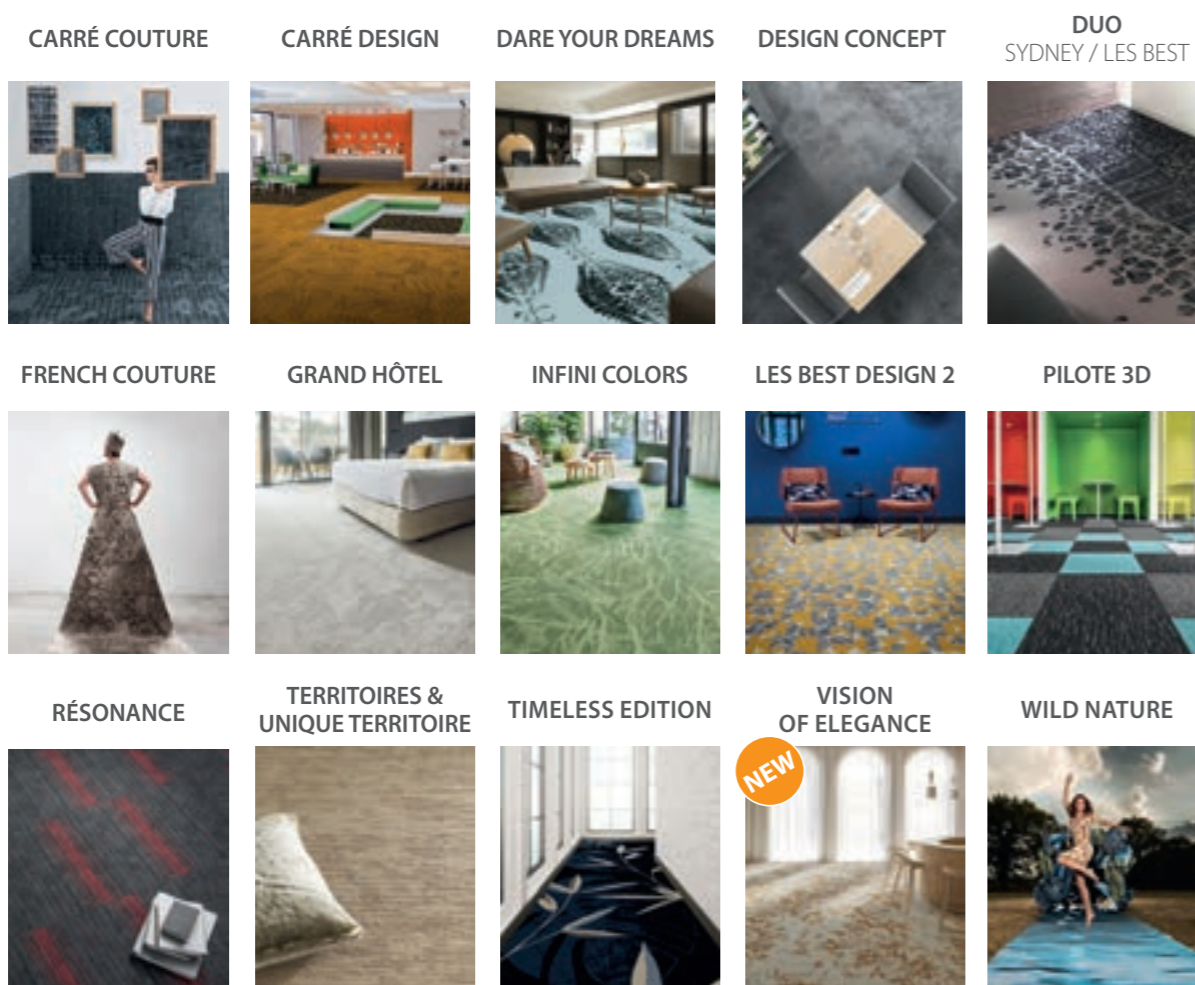 CARRÉ COUTURE
CARRÉ DESIGN
DARE YOUR DREAMS
DESIGN CONCEPT
DUO
SYDNEY / LES BEST
FRENCH COUTURE
GRAND HÔTEL
INFINI COLORS
LES BEST DESIGN 2
PILOTE 3D
RÉSONANCE
TERRITOIRES &
UNIQUE TERRITOIRE
TIMELESS EDITION
VISION
OF ELEGANCE
NEW
WILD NATURE